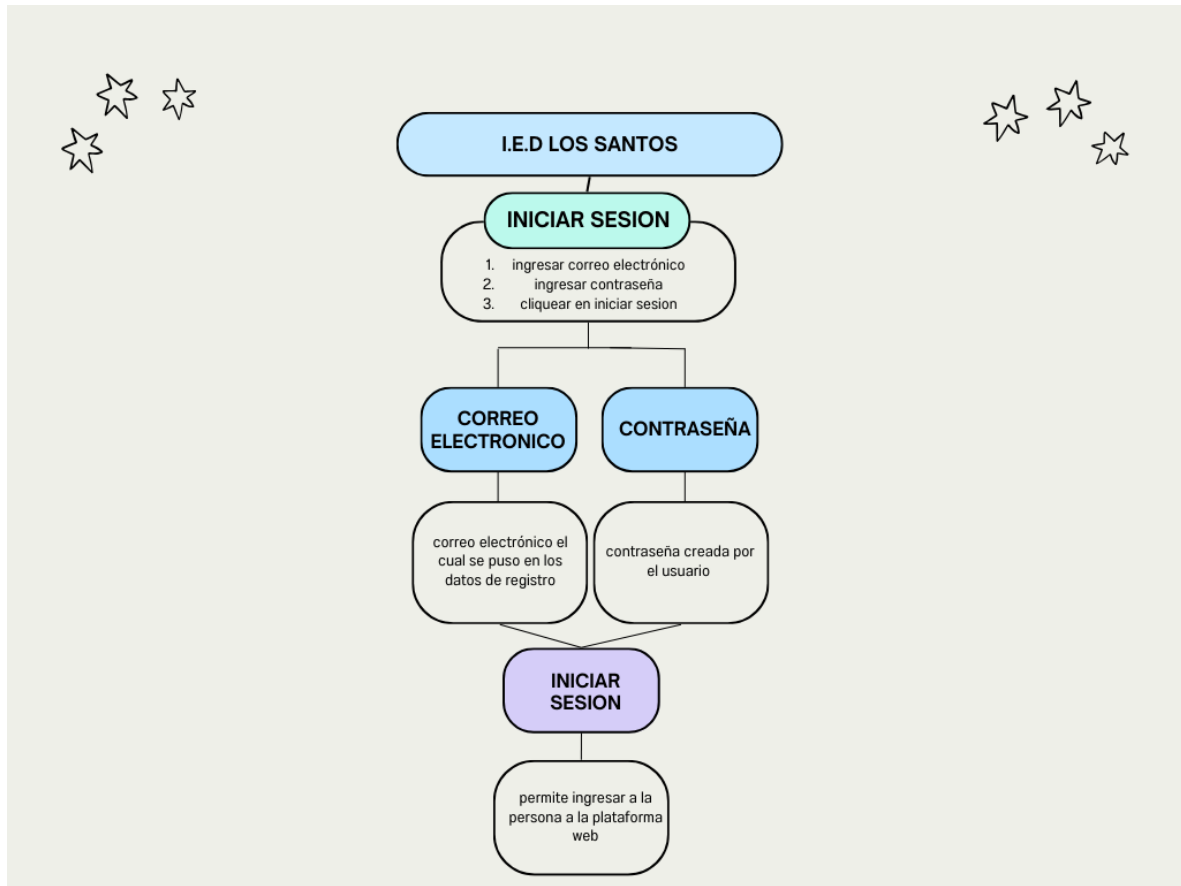 I.E.D LOS SANTOS
INICIAR SESION
1. ingresar correo electrónico
2. ingresar contraseña
3. cliquear en iniciar sesion
CORREO
ELECTRONICO
CONTRASEÑA
correo electrónico el
cual se puso en los
datos de registro
contraseña creada por
el usuario
INICIAR
SESION
permite ingresar a la
persona a la plataforma
web